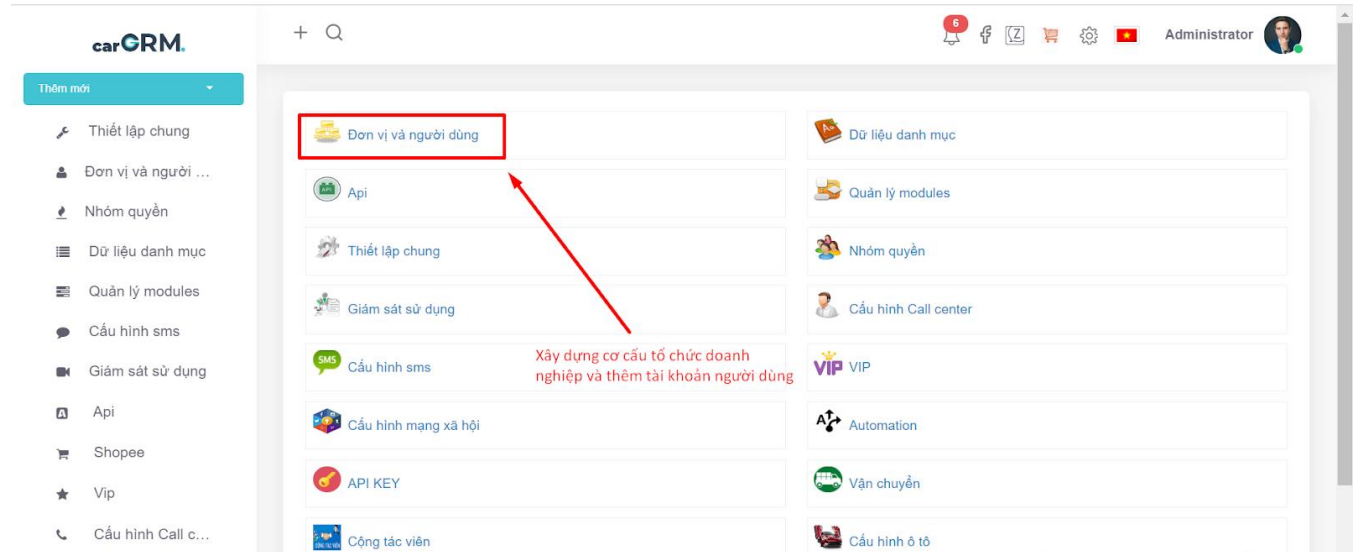 carGRM.
6
Administrator
Thêm mới
Thiết lập chung
Đơn vị và người ...
Nhóm quyền
Dữ liệu danh mục
Quản lý modules
Cấu hình sms
Giám sát sử dụng
Api
Shopee
Vip
Cấu hình Call c...
Đơn vị và người dùng
Dữ liệu danh mục
Api
Quản lý modules
Thiết lập chung
Nhóm quyền
Giám sát sử dụng
Cấu hình Call center
SMS
Cấu hình sms
Xây dựng cơ cấu tổ chức doanh
nghiệp và thêm tài khoản người dùng
VIP
VIP
Cấu hình mạng xã hội
Automation
API KEY
Vận chuyển
Cộng tác viên
Cấu hình ô tô